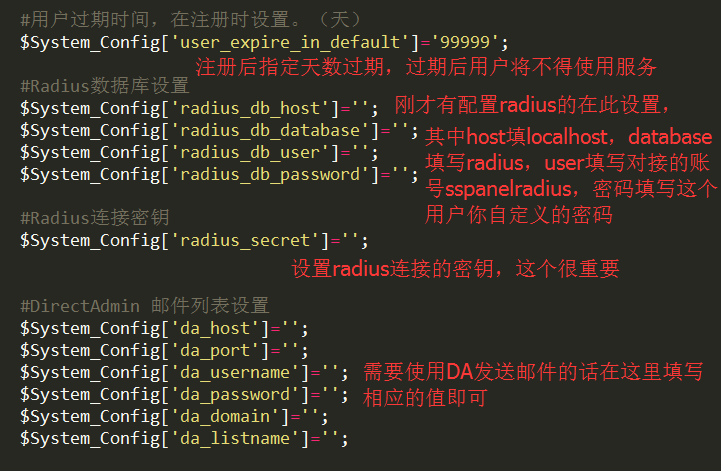 #用户过期时间，在注册时设置。（天）
$System_Config['user_expire_in_default']='99999';
注册后指定天数过期，过期后用户将不得使用服务
#Radius数据库设置
$System_Config['radius_db_host']='';
刚才有配置radius的在此设置，
$System_Config['radius_db_database']='';
$System_Config['radius_db_user']='';
$System_Config['radius_db_password']='';
其中host填localhost，database
填写radius，user填写对接的账
号sspanelradius，密码填写这个
用户你自定义的密码
#Radius连接密钥
$System_Config['radius_secret']='';
设置radius连接的密钥，这个很重要
#DirectAdmin 邮件列表设置
$System_Config['da_host']='';
$System_Config['da_port']='';
$System_Config['da_username']='';
$System_Config['da_password']='';
$System_Config['da_domain']='';
$System_Config['da_listname']='';
需要使用DA发送邮件的话在这里填写
相应的值即可